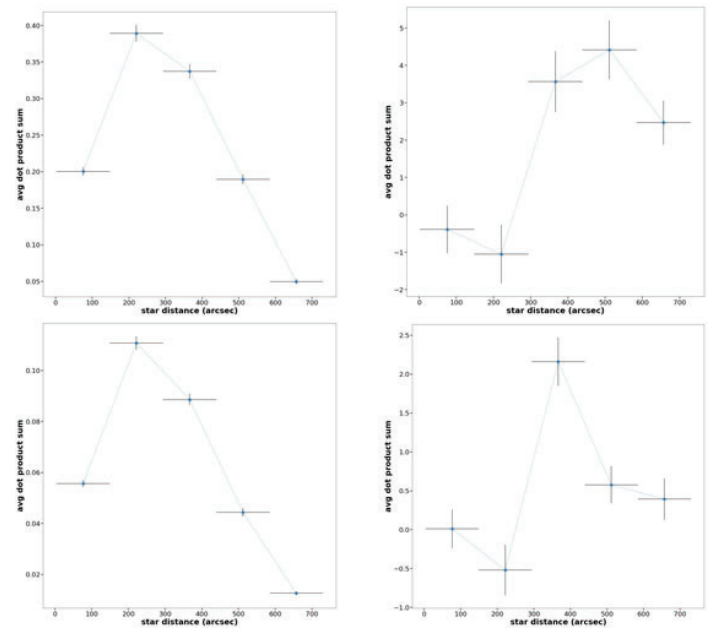 0.40
0.35
0.30
0.25
0.20
0.15
0.10
0.05
avg dot product sum
0 100 200 300 400 500 600 700
star distance (arcsec)
5
4
3
2
1
0
−1
−2
avg dot product sum
0 100 200 300 400 500 600 700
star distance (arcsec)
0.10
0.08
0.06
0.04
0.02
avg dot product sum
0 100 200 300 400 500 600 700
star distance (arcsec)
2.5
2.0
1.5
1.0
0.5
0.0
−0.5
−1.0
avg dot product sum
0 100 200 300 400 500 600 700
star distance (arcsec)